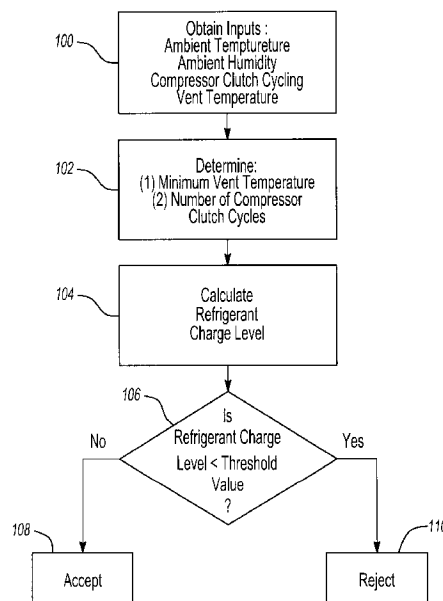 100
Obtain Inputs :
Ambient Temptureture
Ambient Humidity
Compressor Clutch Cycling
Vent Temperature
102
Determine:
(1) Minimum Vent Temperature
(2) Number of Compressor
Clutch Cycles
104
Calculate
Refrigerant
Charge Level
106
Is
Refrigerant Charge
Level < Threshold
Value
?
No
Yes
108
Accept
110
Reject